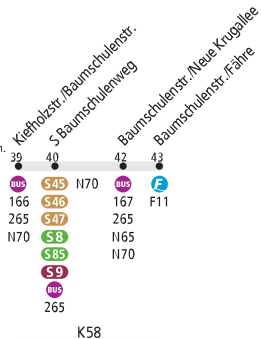 Kiefholzstr./Baumschulenstr.
S Baumschulenweg
Baumschulenstr./Neue Krugallee
Baumschulenstr./Fähre
39 40 42 43
BUS S45 N70 BUS F
166 S46 167 F11
265 S47 265
N70 S8 N65
S85 N70
S9
BUS
265
K58